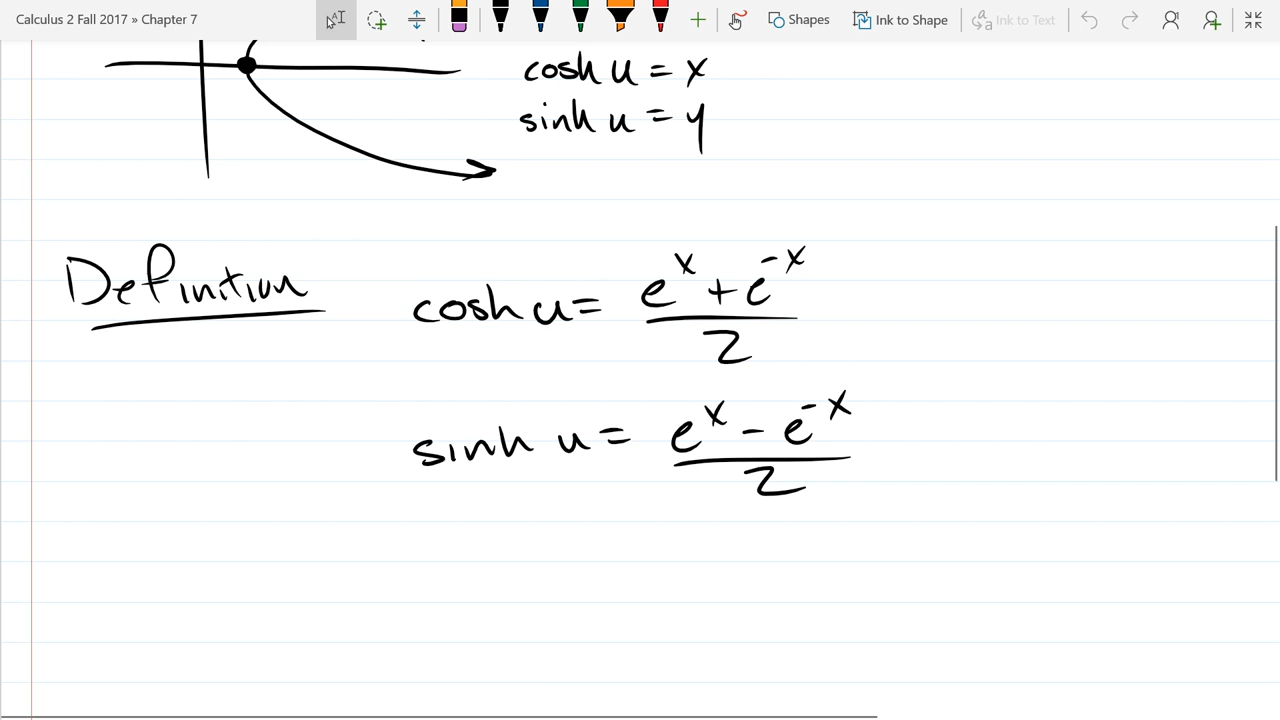 Calculus 2 Fall 2017 » Chapter 7
Shapes
Ink to Shape
Ink to Text
cosh u = x
sinh u = y
Definition
cosh u = (e^x + e^-x)/2
sinh u = (e^x - e^-x)/2